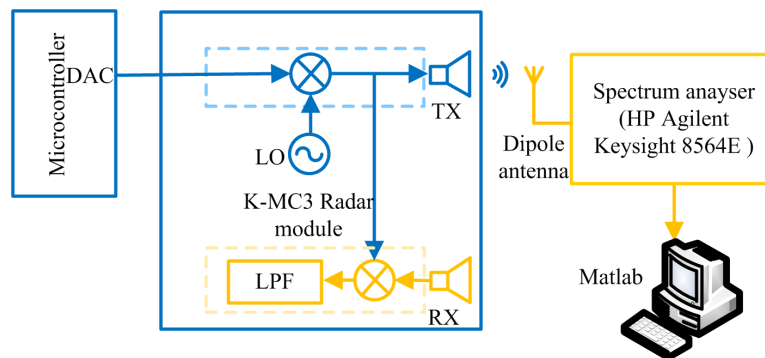 Microcontroller
DAC
TX
LO
K-MC3 Radar
module
LPF
RX
Dipole
antenna
Spectrum anayser
(HP Agilent
Keysight 8564E )
Matlab